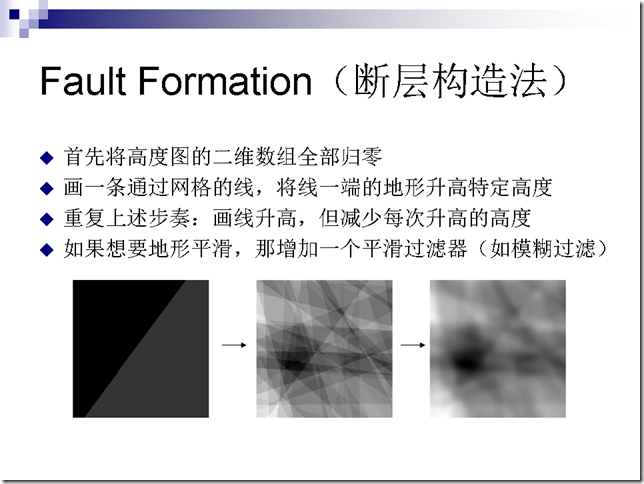 Fault Formation（断层构造法）
首先将高度图的二维数组全部归零
画一条通过网格的线，将线一端的地形升高特定高度
重复上述步奏：画线升高，但减少每次升高的高度
如果想要地形平滑，那增加一个平滑过滤器（如模糊过滤）